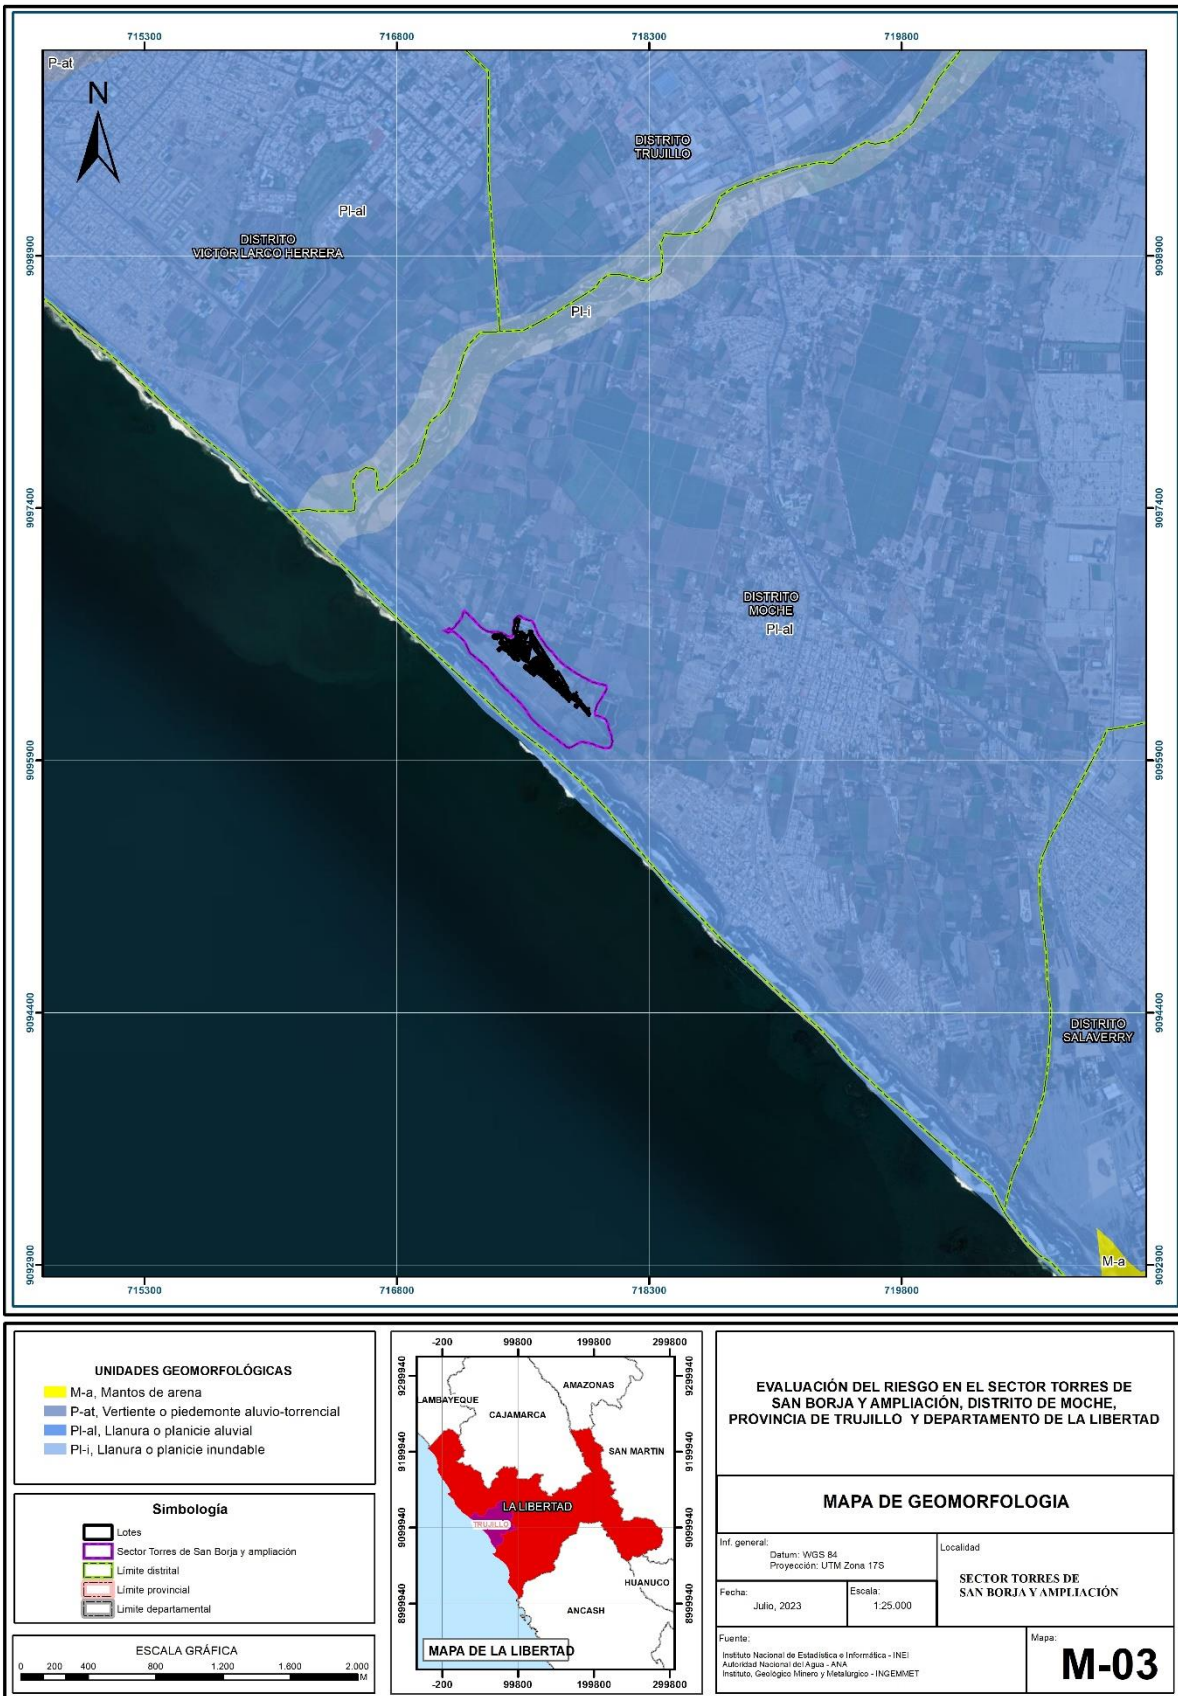 715300
716800
718300
719800
P-at
N
DISTRITO
TRUJILLO
Pl-al
DISTRITO
VICTOR LARCO HERRERA
9098900
9098900
Pl-i
9097400
9097400
DISTRITO
MOCHE
Pl-al
9095900
9095900
9094400
9094400
DISTRITO
SALAVERRY
9092900
9092900
M-a
715300
716800
718300
719800
UNIDADES GEOMORFOLÓGICAS
M-a, Mantos de arena
P-at, Vertiente o piedemonte aluvio-torrencial
Pl-al, Llanura o planicie aluvial
Pl-i, Llanura o planicie inundable
Simbología
Lotes
Sector Torres de San Borja y ampliación
Límite distrital
Límite provincial
Limite departamental
ESCALA GRÁFICA
0 200 400 800 1.200 1.600 2.000
M
-200 99800 199800 299800
9299940
9299940
AMAZONAS
LAMBAYEQUE
CAJAMARCA
SAN MARTIN
9199940
9199940
LA LIBERTAD
TRUJILLO
9099940
9099940
HUANUCO
ANCASH
8999940
8999940
MAPA DE LA LIBERTAD
-200 99800 199800 299800
EVALUACIÓN DEL RIESGO EN EL SECTOR TORRES DE
SAN BORJA Y AMPLIACIÓN, DISTRITO DE MOCHE,
PROVINCIA DE TRUJILLO Y DEPARTAMENTO DE LA LIBERTAD
MAPA DE GEOMORFOLOGIA
Inf. general:
Datum: WGS 84
Proyección: UTM Zona 17S
Localidad
SECTOR TORRES DE
SAN BORJA Y AMPLIACIÓN
Fecha:
Julio, 2023
Escala:
1:25.000
Fuente:
Instituto Nacional de Estadística e Informática - INEI
Autoridad Nacional del Agua - ANA
Instituto, Geológico Minero y Metalúrgico - INGEMMET
Mapa:
M-03